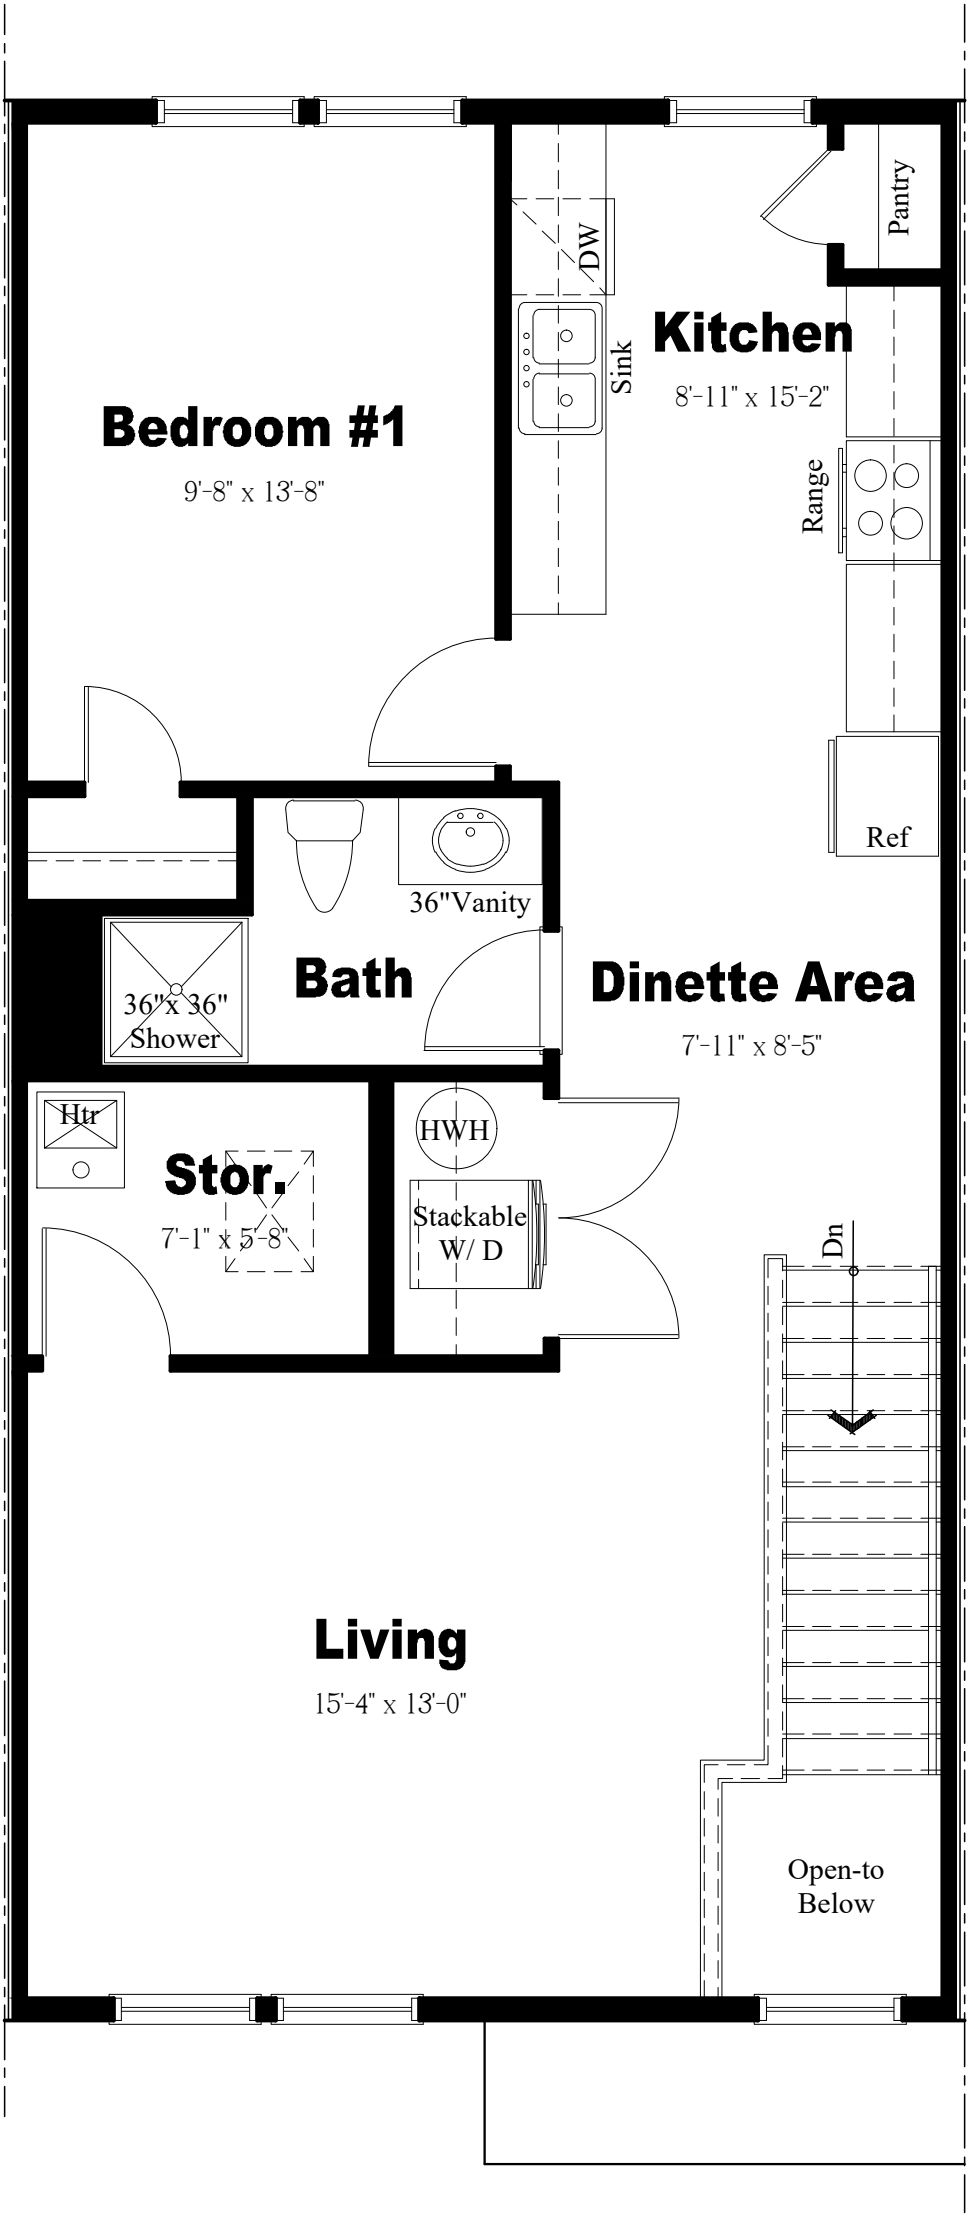 Pantry
DW
Kitchen
8'-11" x 15'-2"
Sink
Bedroom #1
9'-8" x 13'-8"
Range
Ref
36"Vanity
Bath
Dinette Area
7'-11" x 8'-5"
36"x 36"
Shower
Htr
HWH
Stor.
7'-1" x 5'-8"
Stackable
W/ D
Dn
Living
15'-4" x 13'-0"
Open-to
Below